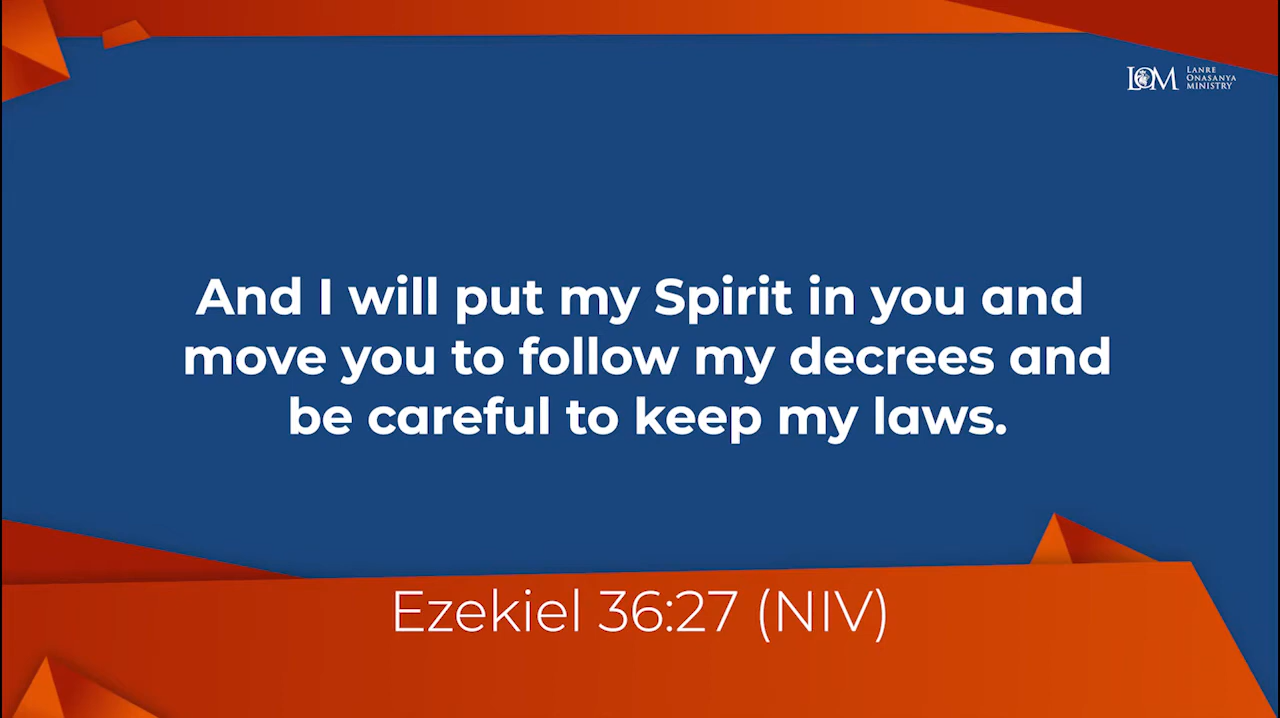 LOM
LANRE
ONASANYA
MINISTRY
And I will put my Spirit in you and
move you to follow my decrees and
be careful to keep my laws.
Ezekiel 36:27 (NIV)